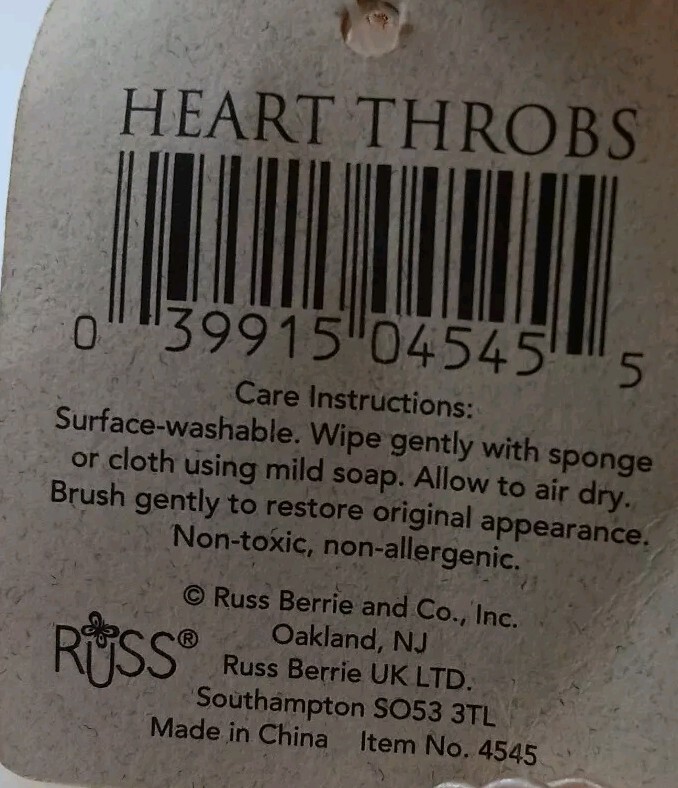 HEART THROBS
0 39915 04545 5
Care Instructions:
Surface-washable. Wipe gently with sponge
or cloth using mild soap. Allow to air dry.
Brush gently to restore original appearance.
Non-toxic, non-allergenic.
© Russ Berrie and Co., Inc.
Oakland, NJ
RUSS®
Russ Berrie UK LTD.
Southampton SO53 3TL
Made in China Item No. 4545